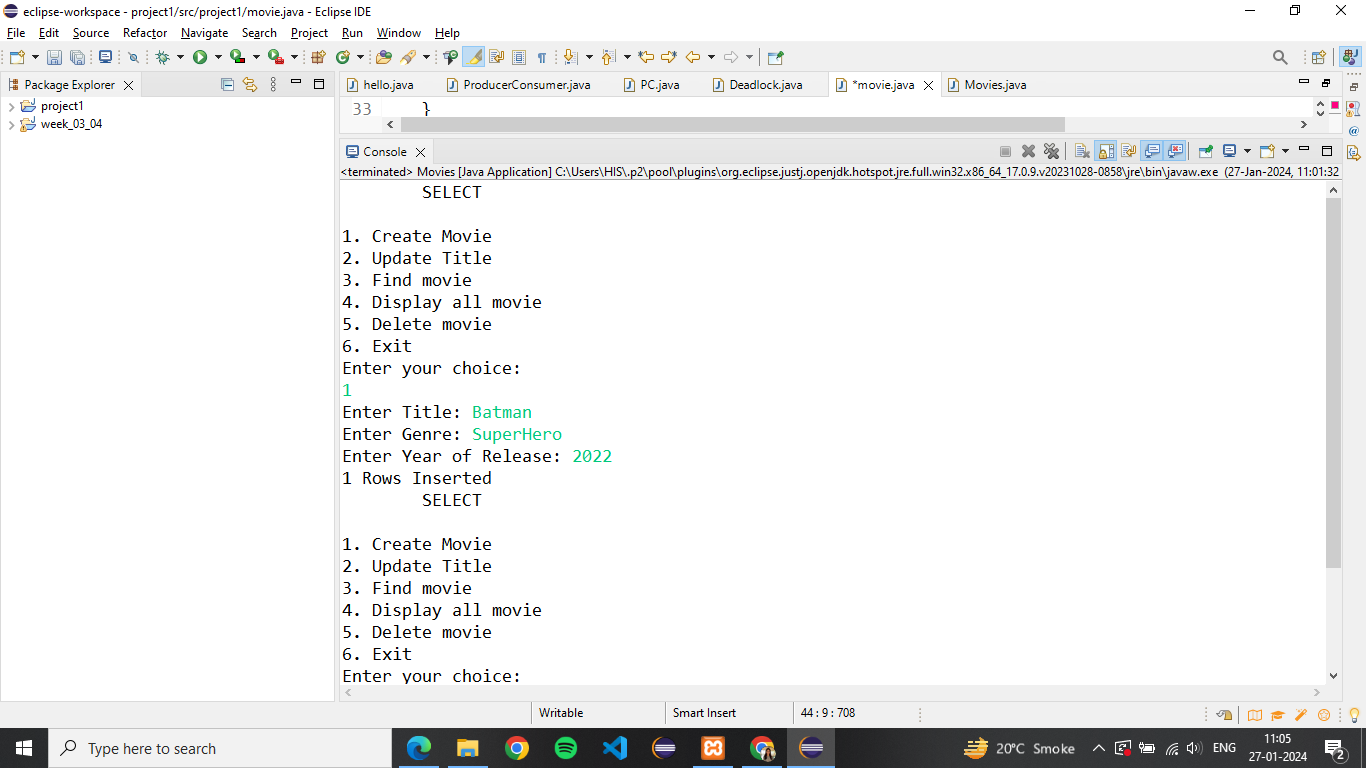 eclipse-workspace - project1/src/project1/movie.java - Eclipse IDE
File Edit Source Refactor Navigate Search Project Run Window Help
Package Explorer
hello.java ProducerConsumer.java PC.java Deadlock.java *movie.java Movies.java
project1
week_03_04
33 }
Console
<terminated> Movies [Java Application] C:\Users\HIS\.p2\pool\plugins\org.eclipse.justj.openjdk.hotspot.jre.full.win32.x86_64_17.0.9.v20231028-0858\jre\bin\javaw.exe (27-Jan-2024, 11:01:32
SELECT
1. Create Movie
2. Update Title
3. Find movie
4. Display all movie
5. Delete movie
6. Exit
Enter your choice:
1
Enter Title: Batman
Enter Genre: SuperHero
Enter Year of Release: 2022
1 Rows Inserted
SELECT
1. Create Movie
2. Update Title
3. Find movie
4. Display all movie
5. Delete movie
6. Exit
Enter your choice:
Writable Smart Insert 44 : 9 : 708
Type here to search
20°C Smoke
ENG
11:05
27-01-2024
2